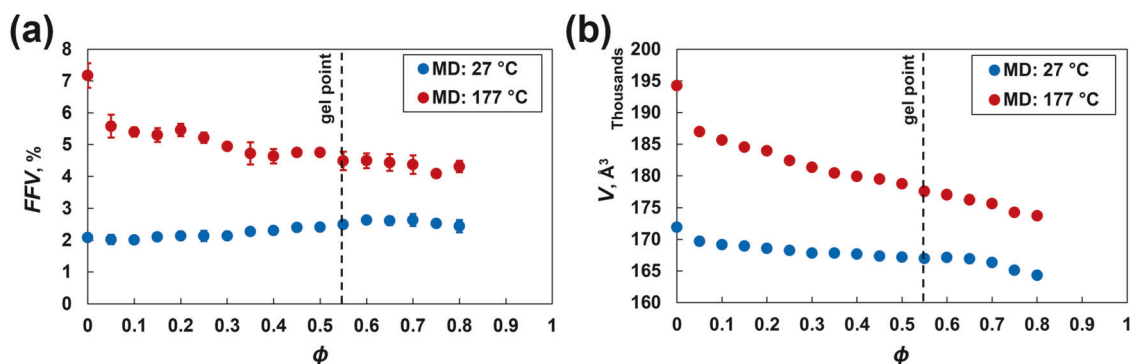 (a)
8
7
6
5
4
3
2
1
0
FFV, %
MD: 27 °C
MD: 177 °C
gel point
0 0.1 0.2 0.3 0.4 0.5 0.6 0.7 0.8 0.9 1
ϕ
(b)
200
195
190
185
180
175
170
165
160
Thousands
V, Å³
MD: 27 °C
MD: 177 °C
gel point
0 0.1 0.2 0.3 0.4 0.5 0.6 0.7 0.8 0.9 1
ϕ